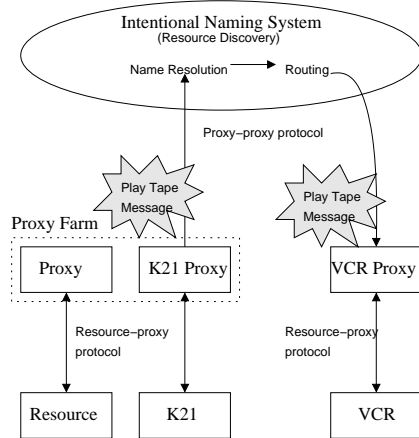 Intentional Naming System
(Resource Discovery)
Name Resolution
Routing
Proxy−proxy protocol
Play Tape
Message
Play Tape
Message
Proxy Farm
Proxy
K21 Proxy
VCR Proxy
Resource−proxy
protocol
Resource−proxy
protocol
Resource
K21
VCR